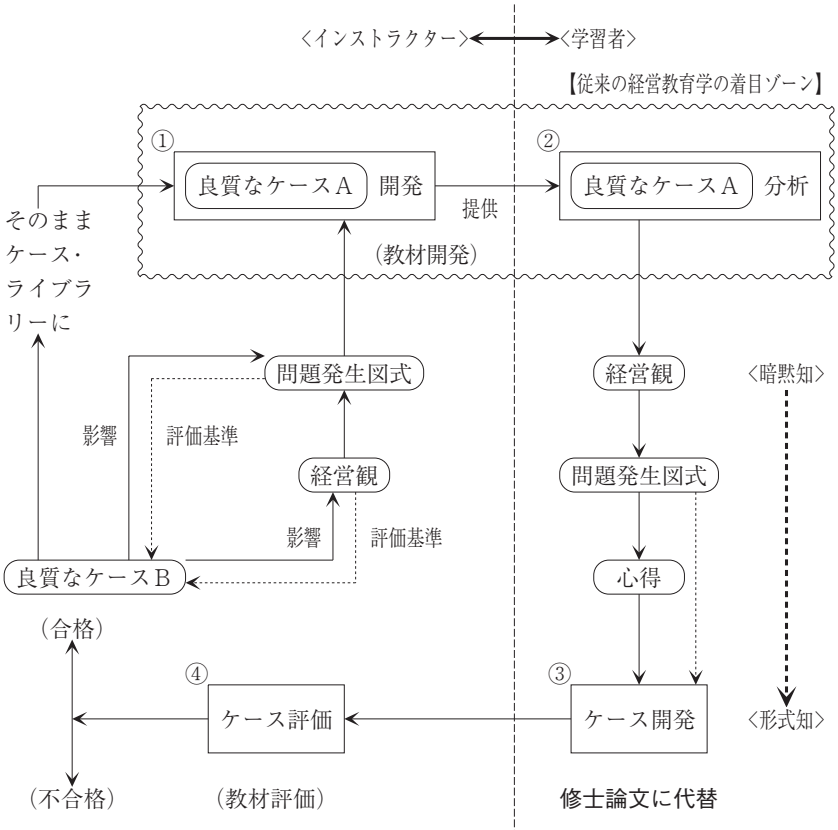 〈インストラクター〉
〈学習者〉
【従来の経営教育学の着目ゾーン】
①
良質なケースA 開発
提供
②
良質なケースA 分析
(教材開発)
そのまま
ケース・
ライブラ
リーに
問題発生図式
影響
評価基準
経営観
影響
評価基準
良質なケースB
(合格)
(不合格)
④
ケース評価
(教材評価)
経営観
問題発生図式
心得
③
ケース開発
修士論文に代替
〈暗黙知〉
〈形式知〉